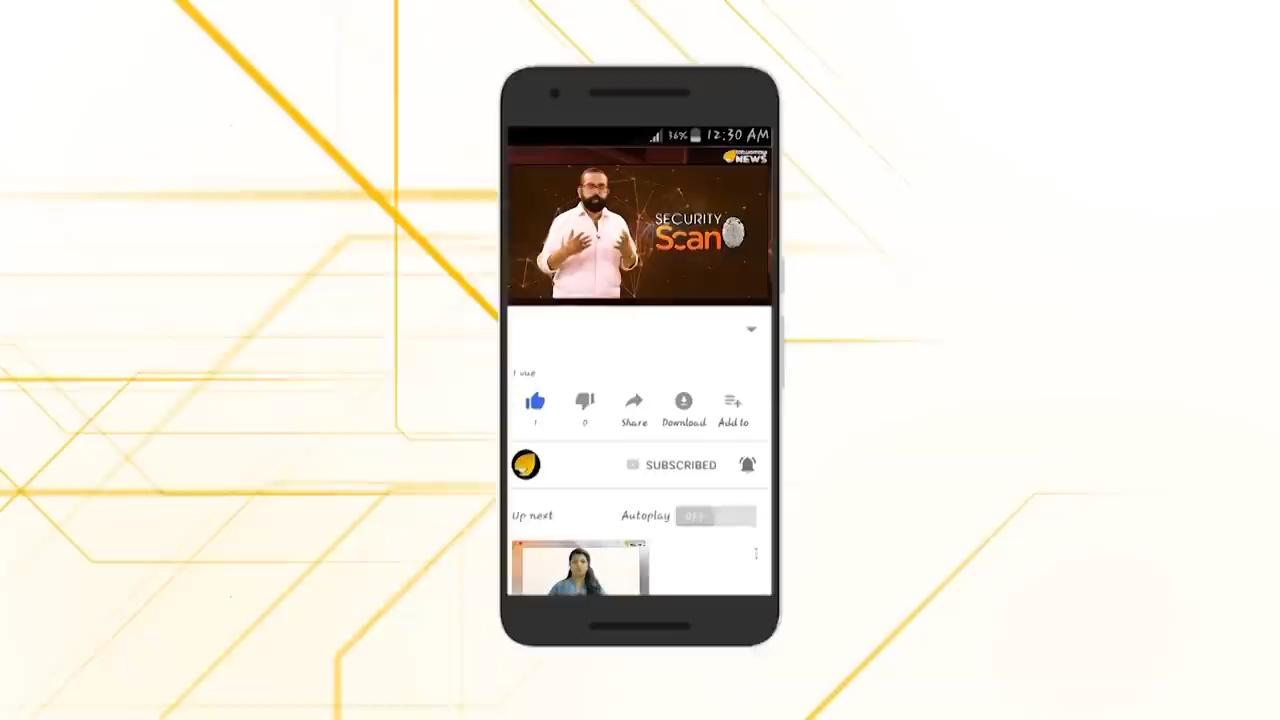 36% 12:30 AM
NEWS
SECURITY
Scan
1 vue
1
0
Share
Download
Add to
SUBSCRIBED
Up next
Autoplay
OFF